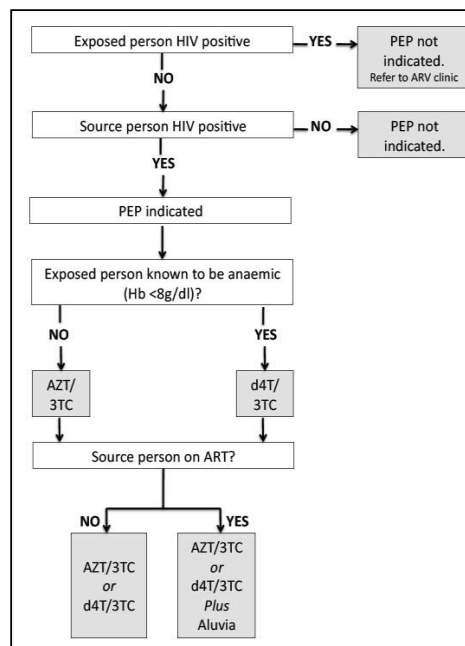 Exposed person HIV positive
YES
PEP not
indicated.
Refer to ARV clinic
NO
Source person HIV positive
NO
PEP not
indicated.
YES
PEP indicated
Exposed person known to be anaemic
(Hb <8g/dl)?
NO
YES
AZT/
3TC
d4T/
3TC
Source person on ART?
NO
YES
AZT/3TC
or
d4T/3TC
AZT/3TC
or
d4T/3TC
Plus
Aluvia